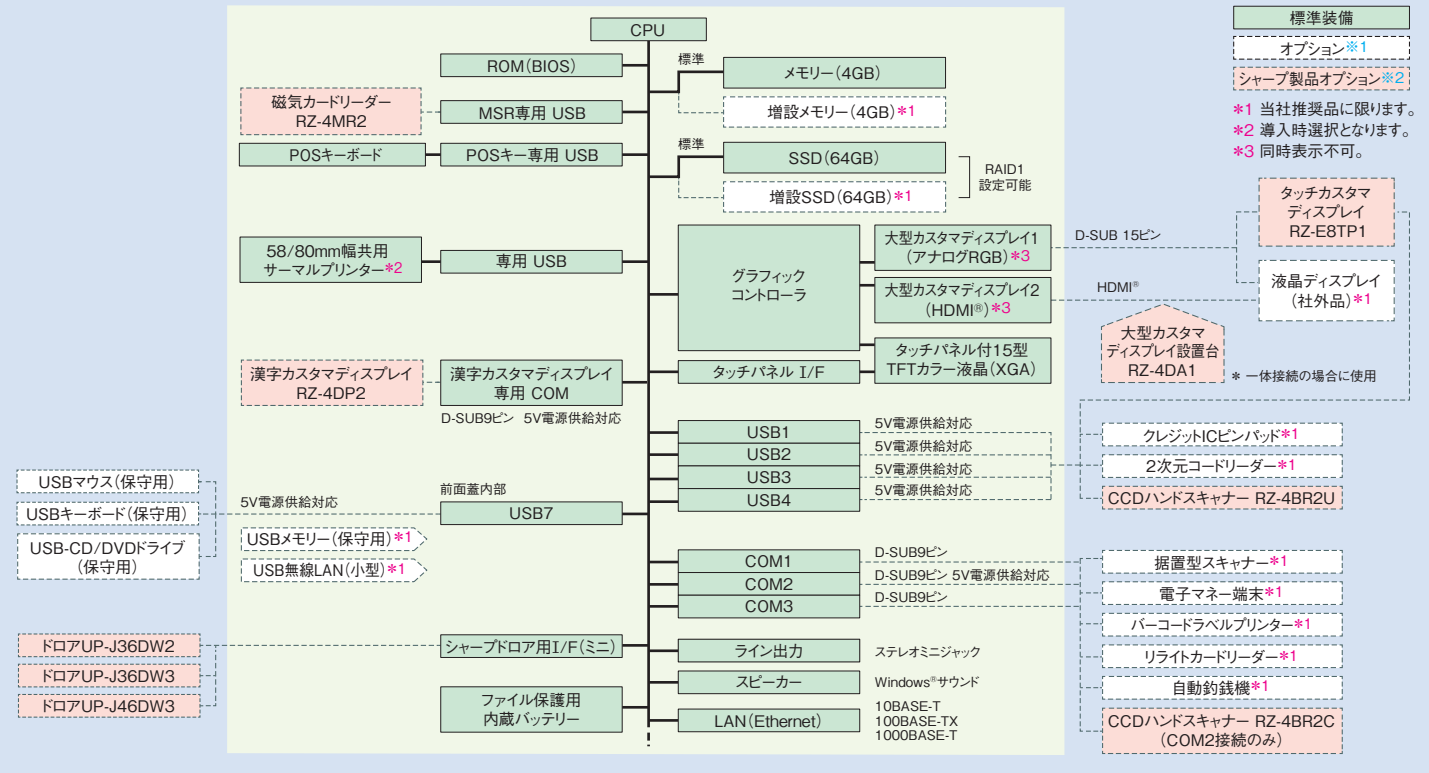 CPU
ROM(BIOS)
磁気カードリーダー
RZ-4MR2
MSR専用 USB
POSキーボード
POSキー専用 USB
58/80mm幅共用
サーマルプリンター*2
専用 USB
漢字カスタマディスプレイ
RZ-4DP2
漢字カスタマディスプレイ
専用 COM
D-SUB9ピン 5V電源供給対応
USBマウス(保守用)
USBキーボード(保守用)
USB-CD/DVDドライブ
(保守用)
5V電源供給対応
前面蓋内部
USB7
USBメモリー(保守用)*1
USB無線LAN(小型)*1
ドロアUP-J36DW2
ドロアUP-J36DW3
ドロアUP-J46DW3
シャープドロア用I/F(ミニ)
ファイル保護用
内蔵バッテリー
標準
メモリー(4GB)
増設メモリー(4GB)*1
標準
SSD(64GB)
増設SSD(64GB)*1
RAID1
設定可能
グラフィック
コントローラ
大型カスタマディスプレイ1
(アナログRGB)*3
大型カスタマディスプレイ2
(HDMI®)*3
タッチパネル I/F
タッチパネル付15型
TFTカラー液晶(XGA)
D-SUB 15ピン
HDMI®
タッチカスタマ
ディスプレイ
RZ-E8TP1
液晶ディスプレイ
(社外品)*1
大型カスタマ
ディスプレイ設置台
RZ-4DA1
* 一体接続の場合に使用
USB1
5V電源供給対応
USB2
5V電源供給対応
USB3
5V電源供給対応
USB4
5V電源供給対応
クレジットICピンパッド*1
2次元コードリーダー*1
CCDハンドスキャナー RZ-4BR2U
COM1
D-SUB9ピン
COM2
D-SUB9ピン 5V電源供給対応
COM3
D-SUB9ピン
据置型スキャナー*1
電子マネー端末*1
バーコードラベルプリンター*1
リライトカードリーダー*1
自動釣銭機*1
CCDハンドスキャナー RZ-4BR2C
(COM2接続のみ)
ライン出力
ステレオミニジャック
スピーカー
Windows®サウンド
LAN(Ethernet)
10BASE-T
100BASE-TX
1000BASE-T
標準装備
オプション※1
シャープ製品オプション※2
*1 当社推奨品に限ります。
*2 導入時選択となります。
*3 同時表示不可。